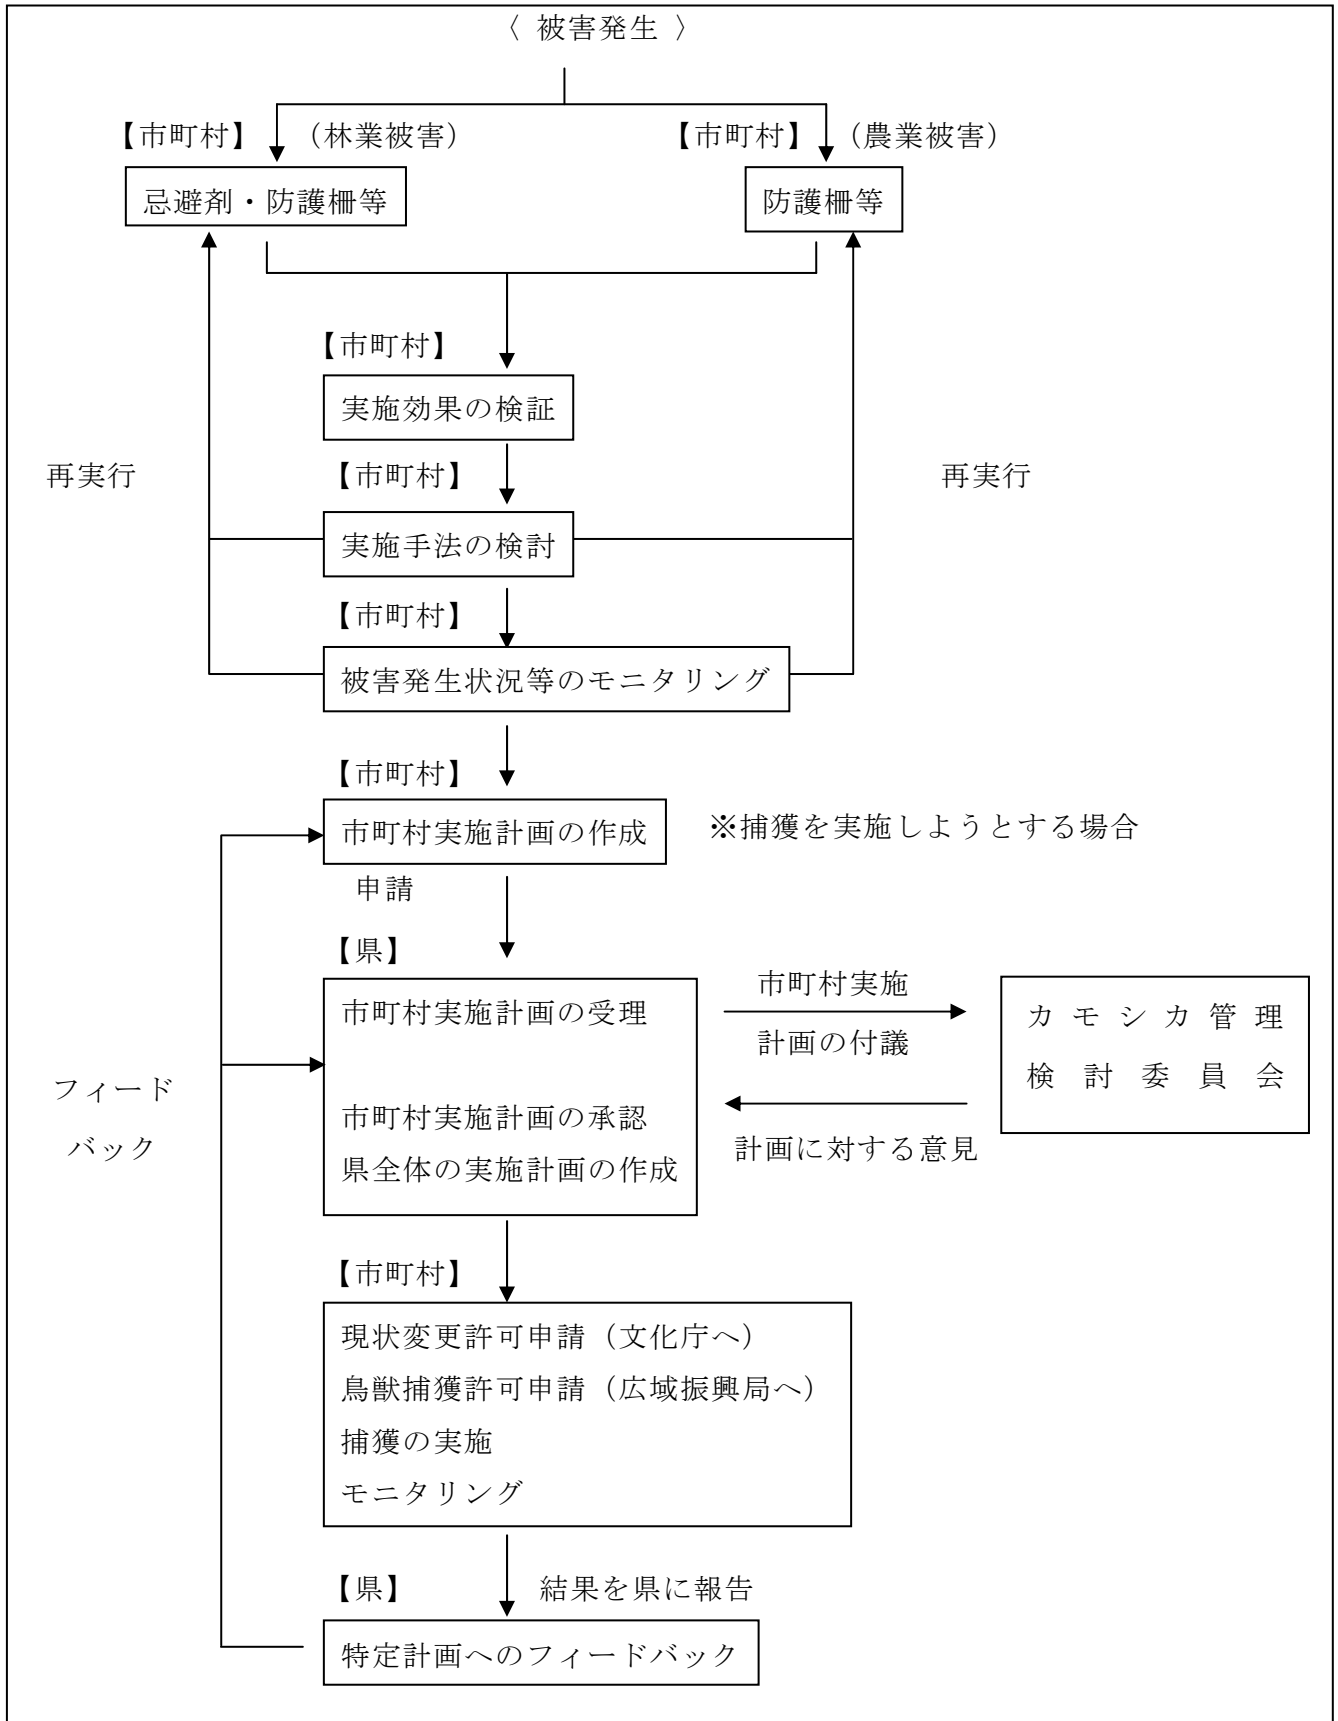 〈 被害発生 〉
【市町村】 （林業被害） 【市町村】 （農業被害）
忌避剤・防護柵等 防護柵等
【市町村】
実施効果の検証
再実行 【市町村】 再実行
実施手法の検討
【市町村】
被害発生状況等のモニタリング
【市町村】
市町村実施計画の作成 ※捕獲を実施しようとする場合
申請
【県】
市町村実施計画の受理
市町村実施計画の承認
県全体の実施計画の作成
市町村実施
計画の付議
計画に対する意見
カモシカ管理
検討委員会
フィード
バック
【市町村】
現状変更許可申請（文化庁へ）
鳥獣捕獲許可申請（広域振興局へ）
捕獲の実施
モニタリング
【県】 結果を県に報告
特定計画へのフィードバック